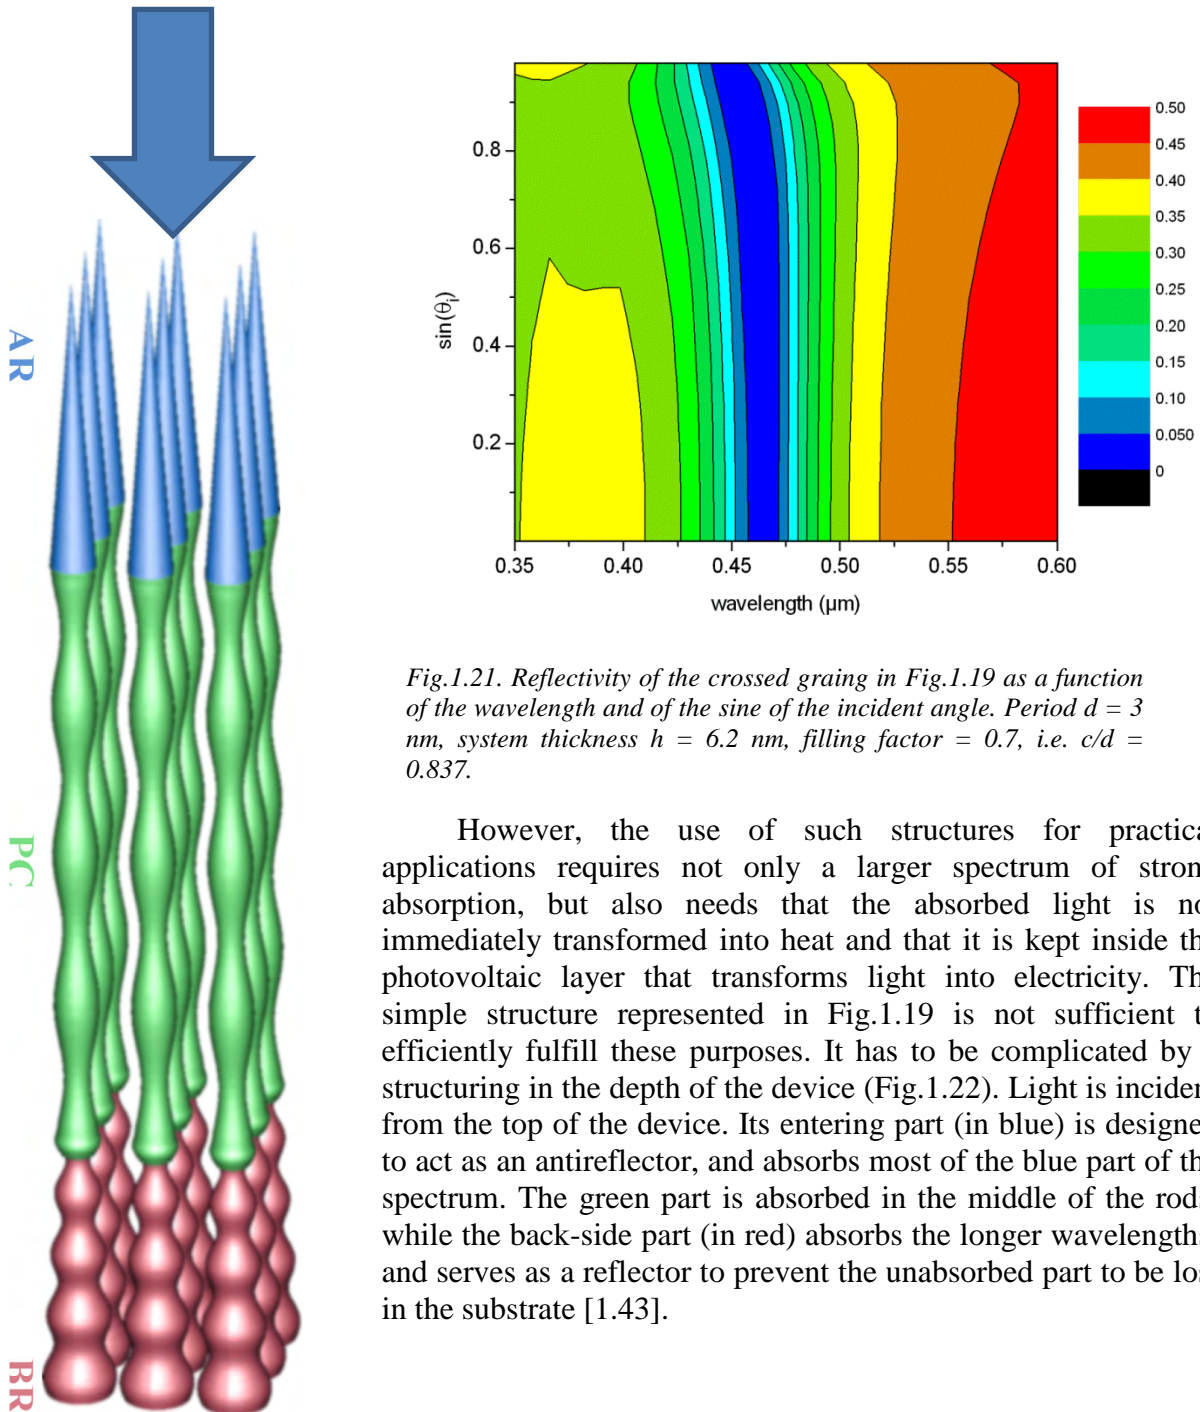 AR
PC
BR
0.8
0.6
0.4
0.2
sin(θi)
0.35 0.40 0.45 0.50 0.55 0.60
wavelength (µm)
0.50
0.45
0.40
0.35
0.30
0.25
0.20
0.15
0.10
0.050
0
Fig.1.21. Reflectivity of the crossed graing in Fig.1.19 as a function
of the wavelength and of the sine of the incident angle. Period d = 3
nm, system thickness h = 6.2 nm, filling factor = 0.7, i.e. c/d =
0.837.
However, the use of such structures for practica
applications requires not only a larger spectrum of stron
absorption, but also needs that the absorbed light is no
immediately transformed into heat and that it is kept inside th
photovoltaic layer that transforms light into electricity. Th
simple structure represented in Fig.1.19 is not sufficient t
efficiently fulfill these purposes. It has to be complicated by
structuring in the depth of the device (Fig.1.22). Light is inciden
from the top of the device. Its entering part (in blue) is designe
to act as an antireflector, and absorbs most of the blue part of th
spectrum. The green part is absorbed in the middle of the rods
while the back-side part (in red) absorbs the longer wavelengths
and serves as a reflector to prevent the unabsorbed part to be los
in the substrate [1.43].